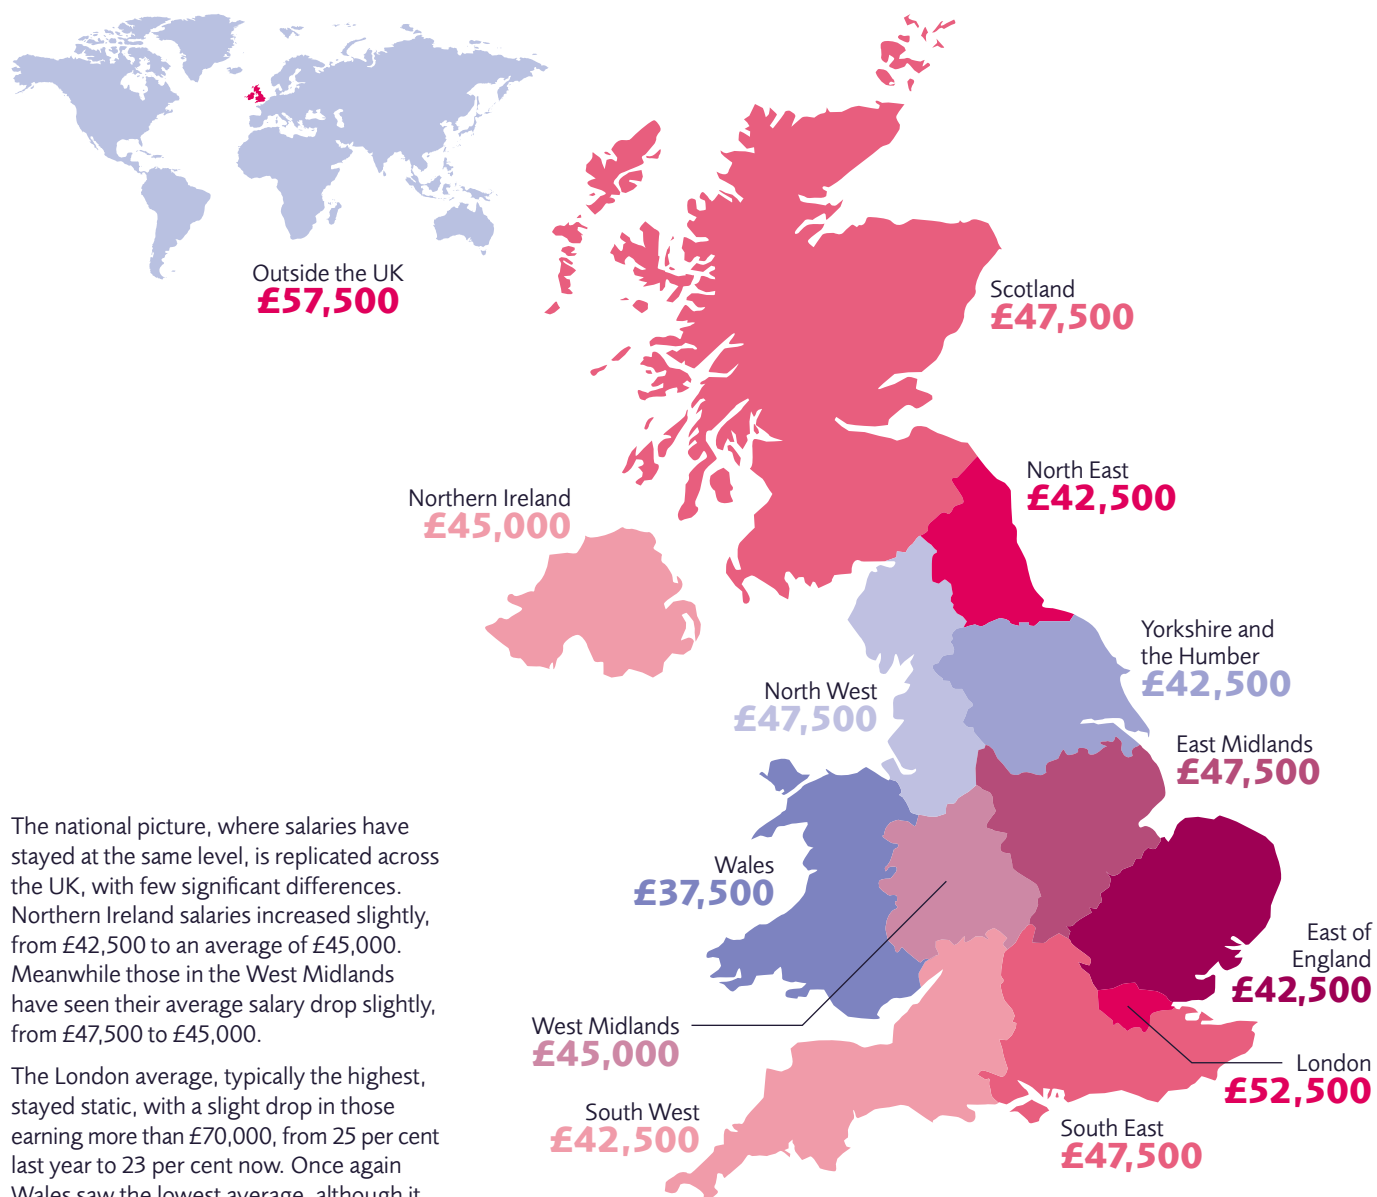 Outside the UK
£57,500
Scotland
£47,500
North East
£42,500
Northern Ireland
£45,000
Yorkshire and
the Humber
£42,500
North West
£47,500
East Midlands
£47,500
Wales
£37,500
East of
England
£42,500
West Midlands
£45,000
London
£52,500
South West
£42,500
South East
£47,500
The national picture, where salaries have
stayed at the same level, is replicated across
the UK, with few significant differences.
Northern Ireland salaries increased slightly,
from £42,500 to an average of £45,000.
Meanwhile those in the West Midlands
have seen their average salary drop slightly,
from £47,500 to £45,000.
The London average, typically the highest,
stayed static, with a slight drop in those
earning more than £70,000, from 25 per cent
last year to 23 per cent now. Once again
Wales saw the lowest average, although it